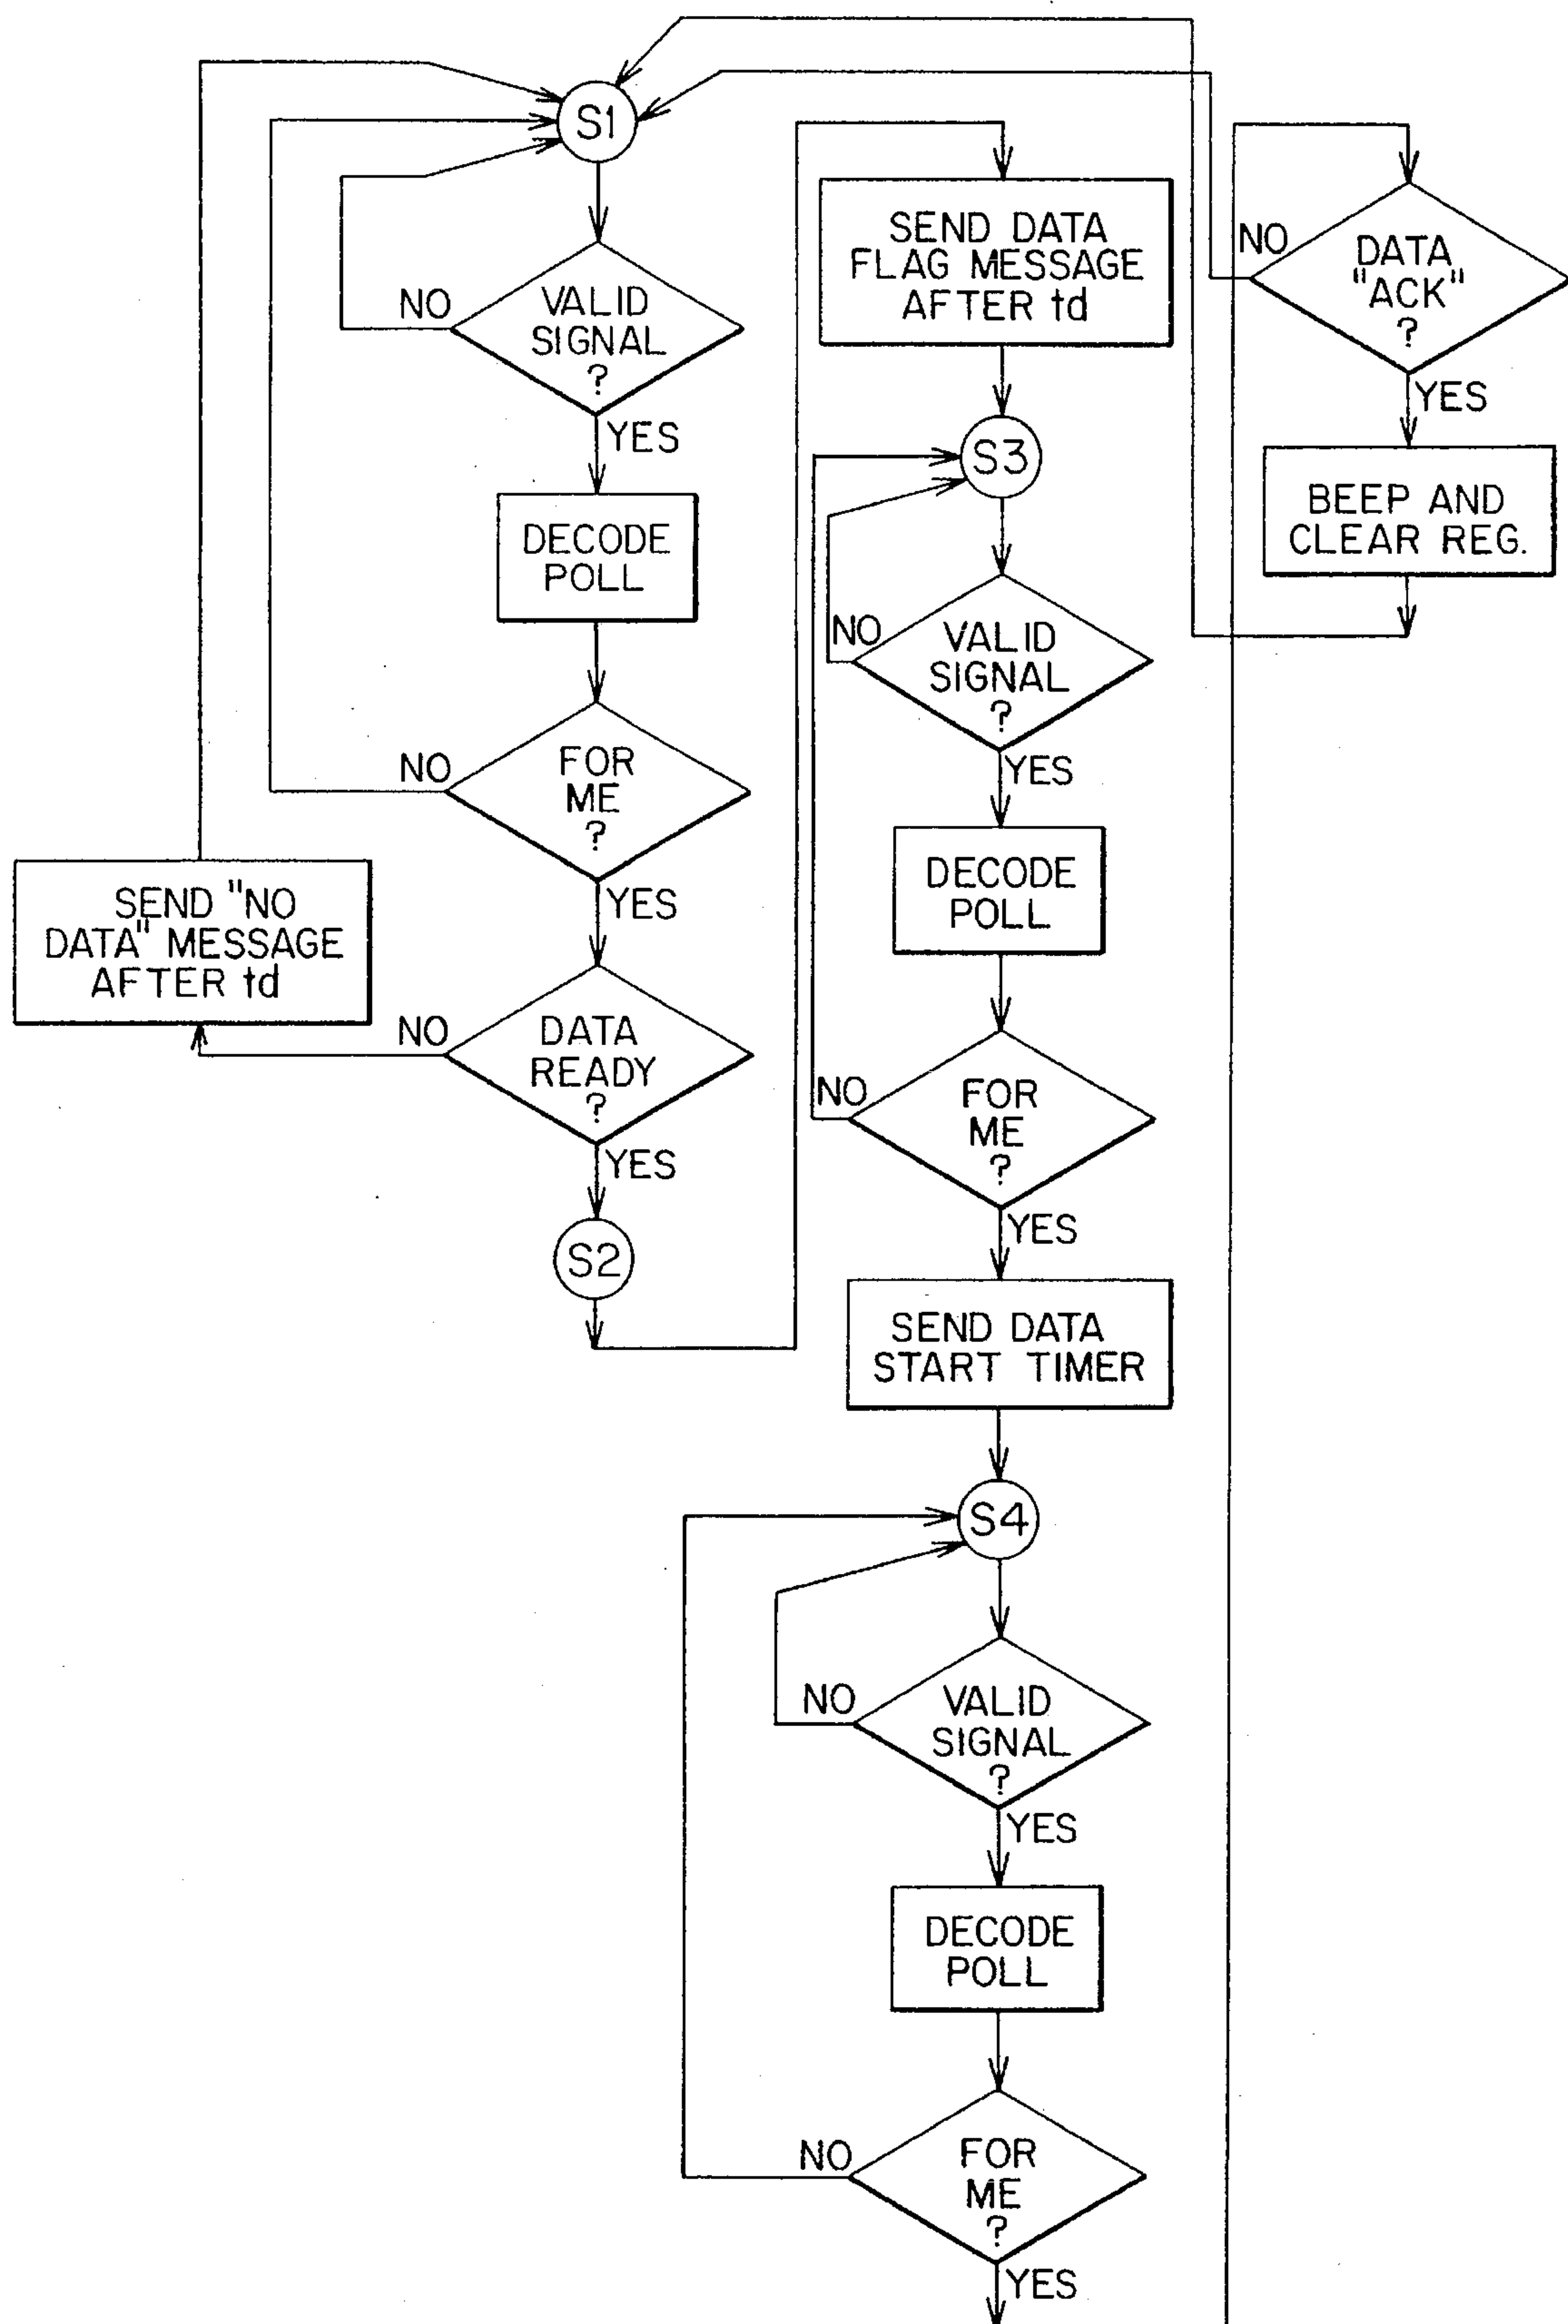 S1
VALID
SIGNAL
?
NO
YES
DECODE
POLL
FOR
ME
?
NO
YES
SEND "NO
DATA" MESSAGE
AFTER td
DATA
READY
?
NO
YES
S2
SEND DATA
FLAG MESSAGE
AFTER td
S3
VALID
SIGNAL
?
NO
YES
DECODE
POLL
FOR
ME
?
NO
YES
SEND DATA
START TIMER
S4
VALID
SIGNAL
?
NO
YES
DECODE
POLL
FOR
ME
?
NO
YES
DATA
"ACK"
?
NO
YES
BEEP AND
CLEAR REG.